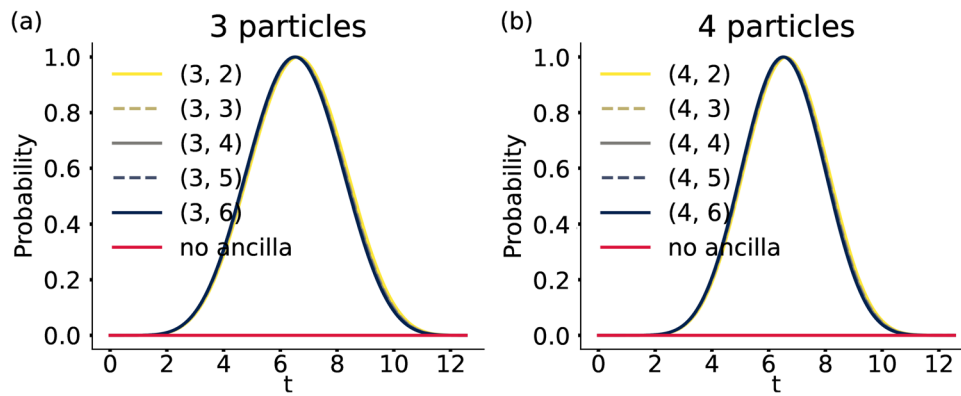 (a)
3 particles
1.0
0.8
0.6
0.4
0.2
0.0
Probability
(3, 2)
(3, 3)
(3, 4)
(3, 5)
(3, 6)
no ancilla
0 2 4 6 8 10 12
t
(b)
4 particles
1.0
0.8
0.6
0.4
0.2
0.0
Probability
(4, 2)
(4, 3)
(4, 4)
(4, 5)
(4, 6)
no ancilla
0 2 4 6 8 10 12
t